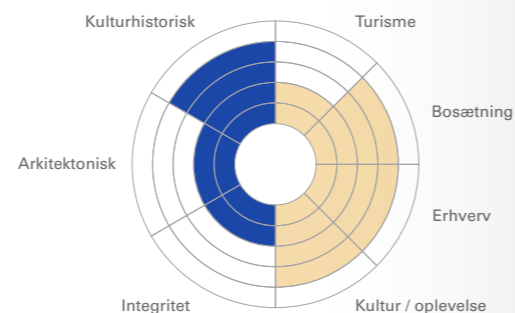 Kulturhistorisk
Turisme
Bosætning
Arkitektonisk
Erhverv
Integritet
Kultur / oplevelse